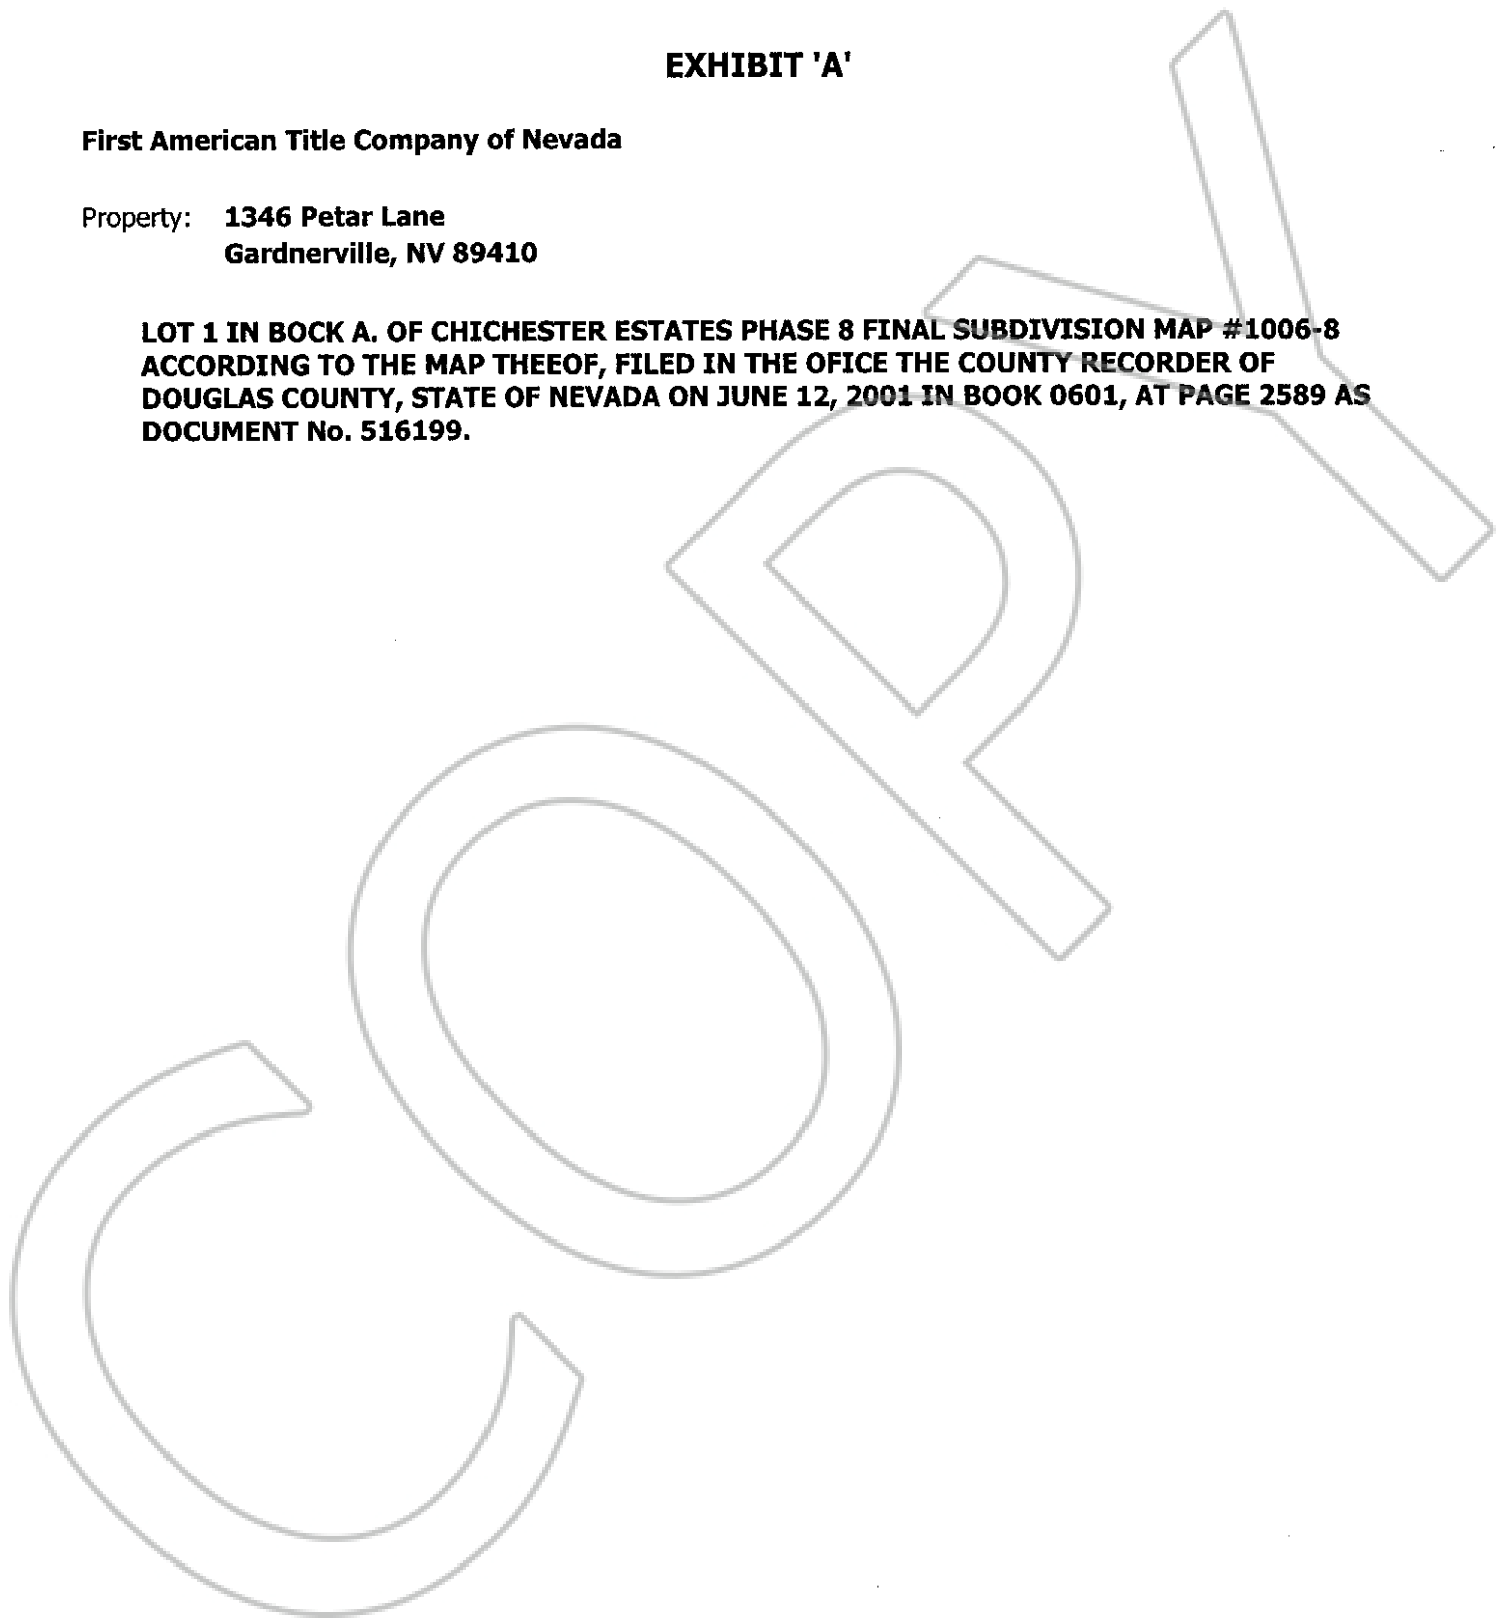 EXHIBIT 'A'
First American Title Company of Nevada
Property: 1346 Petar Lane
Gardnerville, NV 89410
LOT 1 IN BOCK A. OF CHICHESTER ESTATES PHASE 8 FINAL SUBDIVISION MAP #1006-8
ACCORDING TO THE MAP THEEOF, FILED IN THE OFICE THE COUNTY RECORDER OF
DOUGLAS COUNTY, STATE OF NEVADA ON JUNE 12, 2001 IN BOOK 0601, AT PAGE 2589 AS
DOCUMENT No. 516199.
COPY